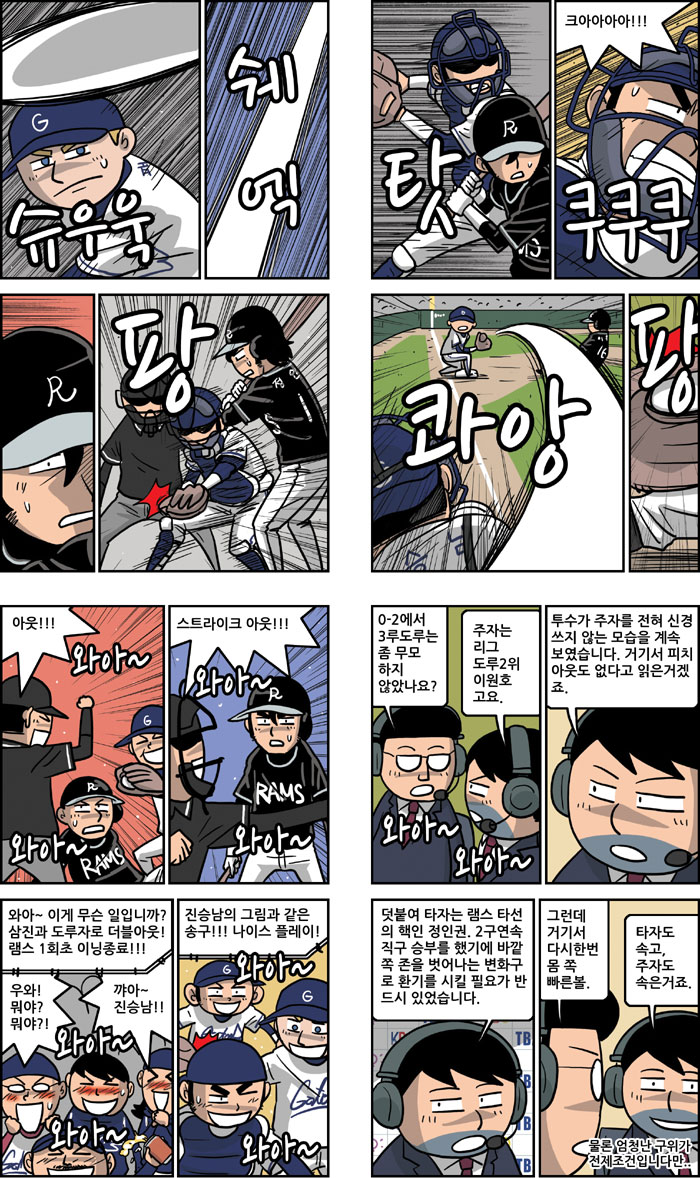 G
슈우욱
쉐
엑
R
팡
R
탓
크아아아아!!!
쿠쿠쿠
콰앙
팡
아웃!!!
와아~
G
R
RAMS
와아~
스트라이크 아웃!!!
와아~
R
RAMS
와아~
와아~ 이게 무슨 일입니까?
삼진과 도루자로 더블아웃!
램스 1회초 이닝종료!!!
우와!
뭐야?
뭐야?!
꺄아~
진승남!!
와아~
와아~
진승남의 그림과 같은
송구!!! 나이스 플레이!
와아~
G
와아~
0-2에서
3루도루는
좀 무모
하지
않았나요?
주자는
리그
도루2위
이원호
고요.
와아~
와아~
투수가 주자를 전혀 신경
쓰지 않는 모습을 계속
보였습니다. 거기서 피치
아웃도 없다고 읽은거겠
죠.
덧붙여 타자는 램스 타선
의 핵인 정인권. 2구연속
직구 승부를 했기에 바깥
쪽 존을 벗어나는 변화구
로 환기를 시킬 필요가 반
드시 있었습니다.
TB
그런데
거기서
다시한번
몸 쪽
빠른볼.
타자도
속고,
주자도
속은거죠.
TB
물론 엄청난 구위가
전제조건입니다만..